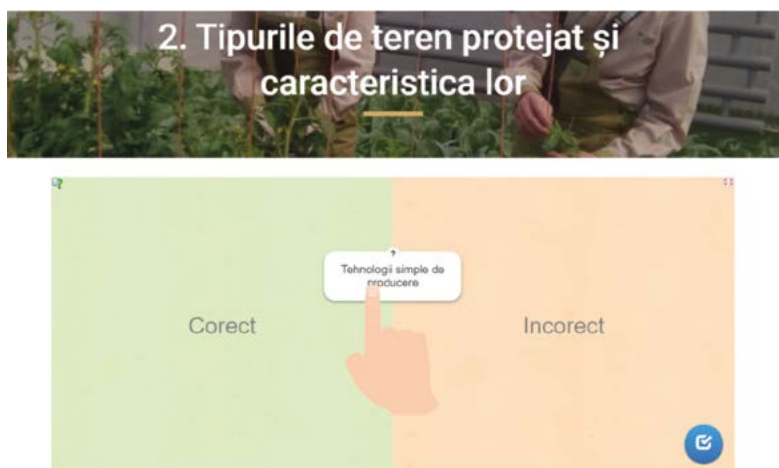 2. Tipurile de teren protejat și
caracteristica lor
?
Tehnologii simple de
producere
Corect
Incorect